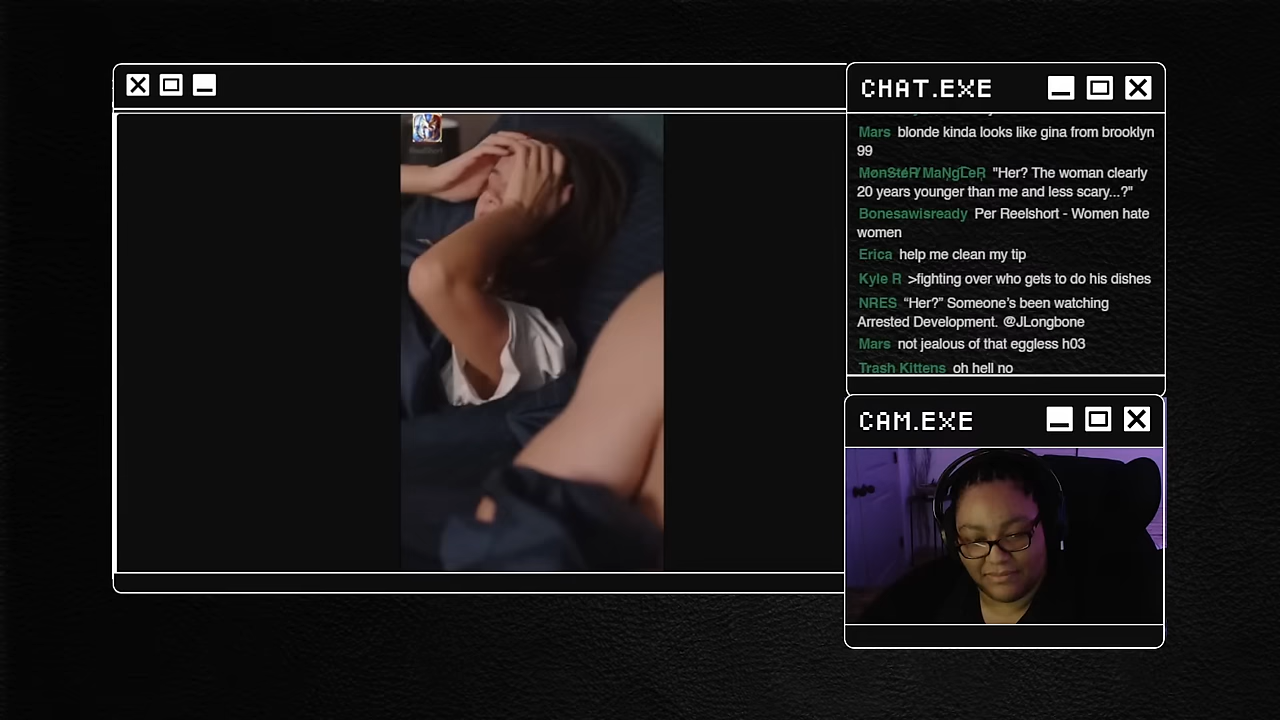 CHAT.EXE
Mars blonde kinda looks like gina from brooklyn
99
MonStéRYMaNgLeR "Her? The woman clearly
20 years younger than me and less scary...?"
Bonesawisready Per Reelshort - Women hate
women
Erica help me clean my tip
Kyle R >fighting over who gets to do his dishes
NRES “Her?” Someone’s been watching
Arrested Development. @JLongbone
Mars not jealous of that eggless h03
Trash Kittens oh hell no
CAM.EXE